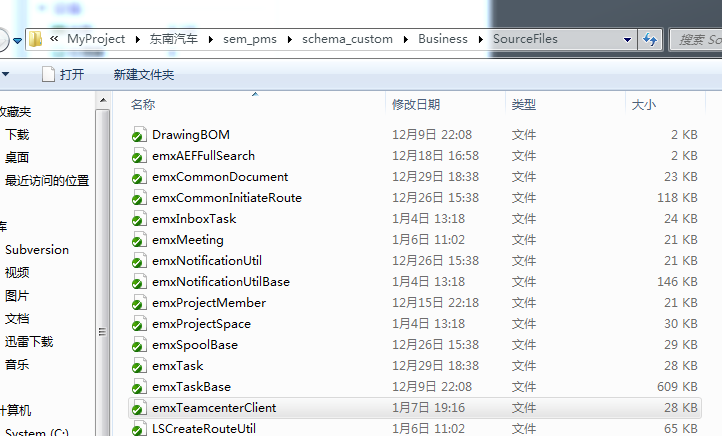 « MyProject ▸ 东南汽车 ▸ sem_pms ▸ schema_custom ▸ Business ▸ SourceFiles
搜索 So
打开 新建文件夹
名称 修改日期 类型 大小
收藏夹
下载
桌面
最近访问的位置
库
Subversion
视频
图片
文档
迅雷下载
音乐
计算机
System (C:)
DrawingBOM 12月9日 22:08 文件 2 KB
emxAEFFullSearch 12月18日 16:58 文件 2 KB
emxCommonDocument 12月29日 18:38 文件 23 KB
emxCommonInitiateRoute 12月26日 15:38 文件 118 KB
emxInboxTask 1月4日 13:18 文件 24 KB
emxMeeting 1月6日 11:02 文件 21 KB
emxNotificationUtil 12月26日 15:38 文件 21 KB
emxNotificationUtilBase 1月4日 13:18 文件 146 KB
emxProjectMember 12月15日 22:18 文件 21 KB
emxProjectSpace 1月4日 13:18 文件 30 KB
emxSpoolBase 12月26日 15:38 文件 29 KB
emxTask 12月29日 18:38 文件 28 KB
emxTaskBase 12月9日 22:08 文件 609 KB
emxTeamcenterClient 1月7日 19:16 文件 28 KB
LSCreateRouteUtil 1月6日 11:02 文件 65 KB